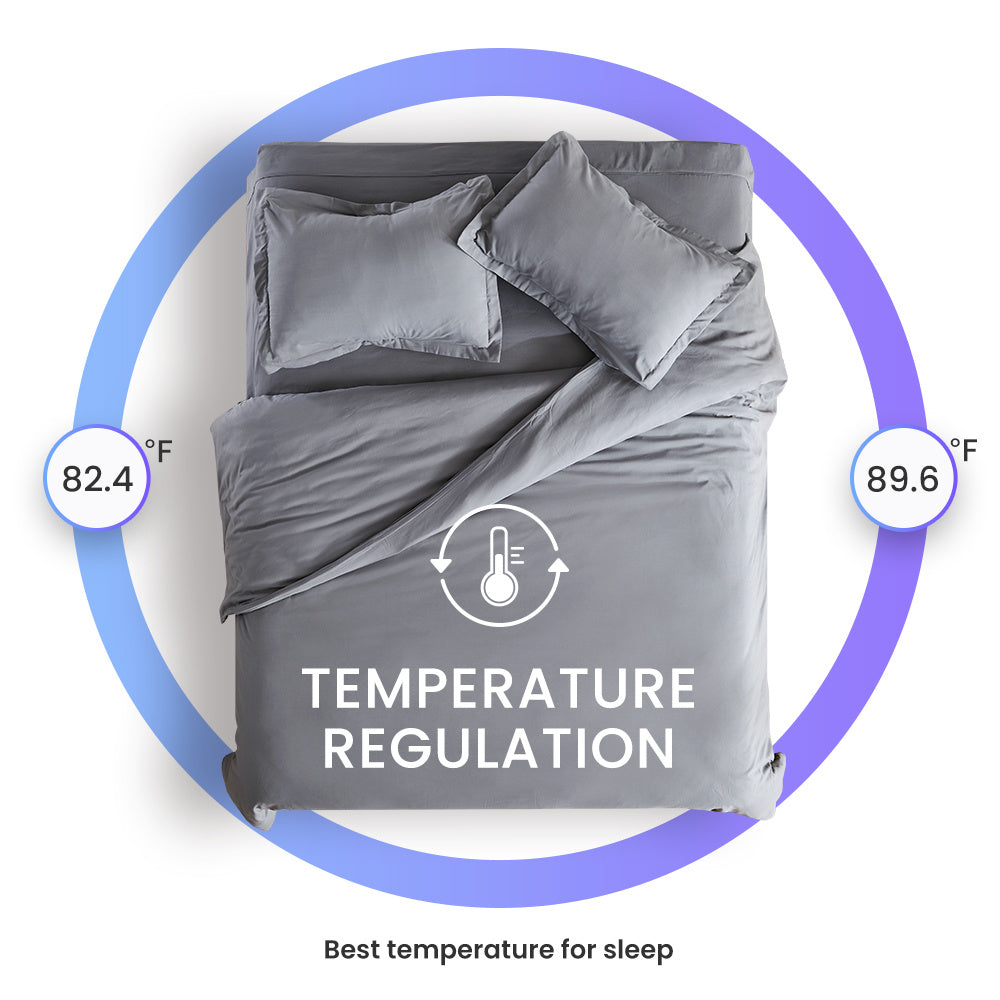 82.4 °F
89.6 °F
TEMPERATURE
REGULATION
Best temperature for sleep